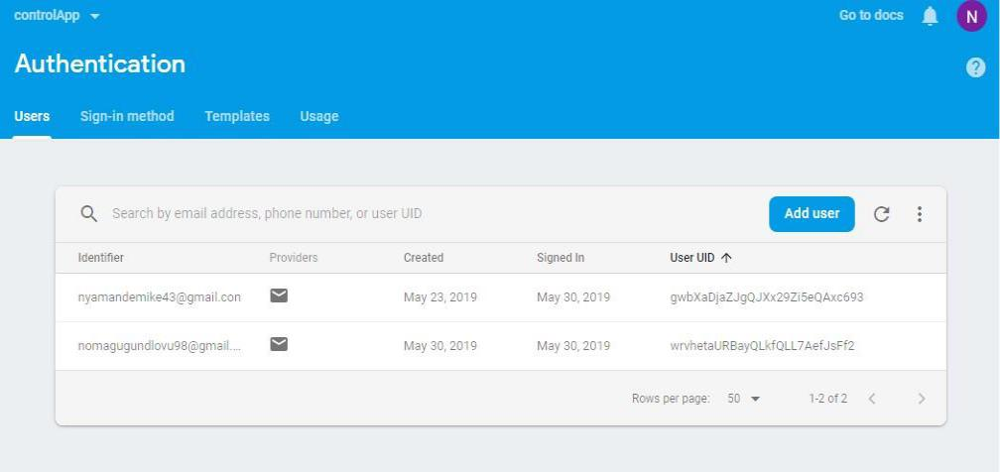 controlApp Go to docs N
Authentication ?
Users Sign-in method Templates Usage
Search by email address, phone number, or user UID Add user
Identifier Providers Created Signed In User UID
nyamandemike43@gmail.con May 23, 2019 May 30, 2019 gwbXaDjaZJgQJXx29Zi5eQAxc693
nomagugundlovu98@gmail.... May 30, 2019 May 30, 2019 wrvhetaURBayQLkfQLL7AefJsFf2
Rows per page: 50 1-2 of 2